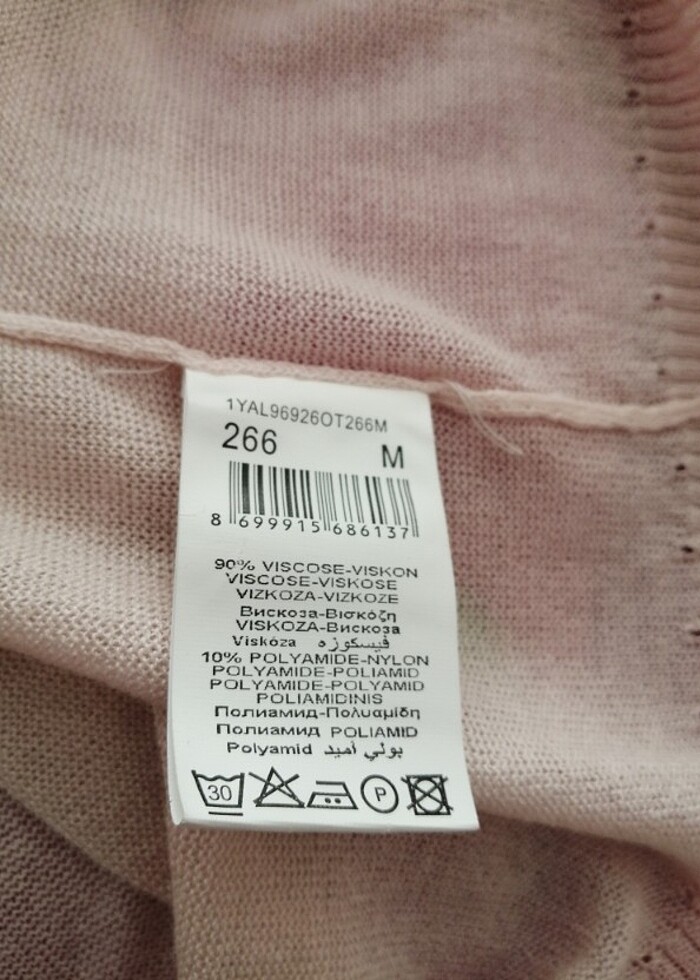 1YAL96926OT266M
266 M
8 699915 686137
90% VISCOSE-VISKON
VISCOSE-VISKOSE
VIZKOZA-VIZKOZE
Вискоза-Βισκόζη
VISKOZA-Вискоза
Viskóza فيسكوزه
10% POLYAMIDE-NYLON
POLYAMIDE-POLIAMID
POLYAMIDE-POLYAMID
POLIAMIDINIS
Полиамид-Πολυαμίδη
Полиамид POLIAMID
Polyamid بولي أميد
30 P